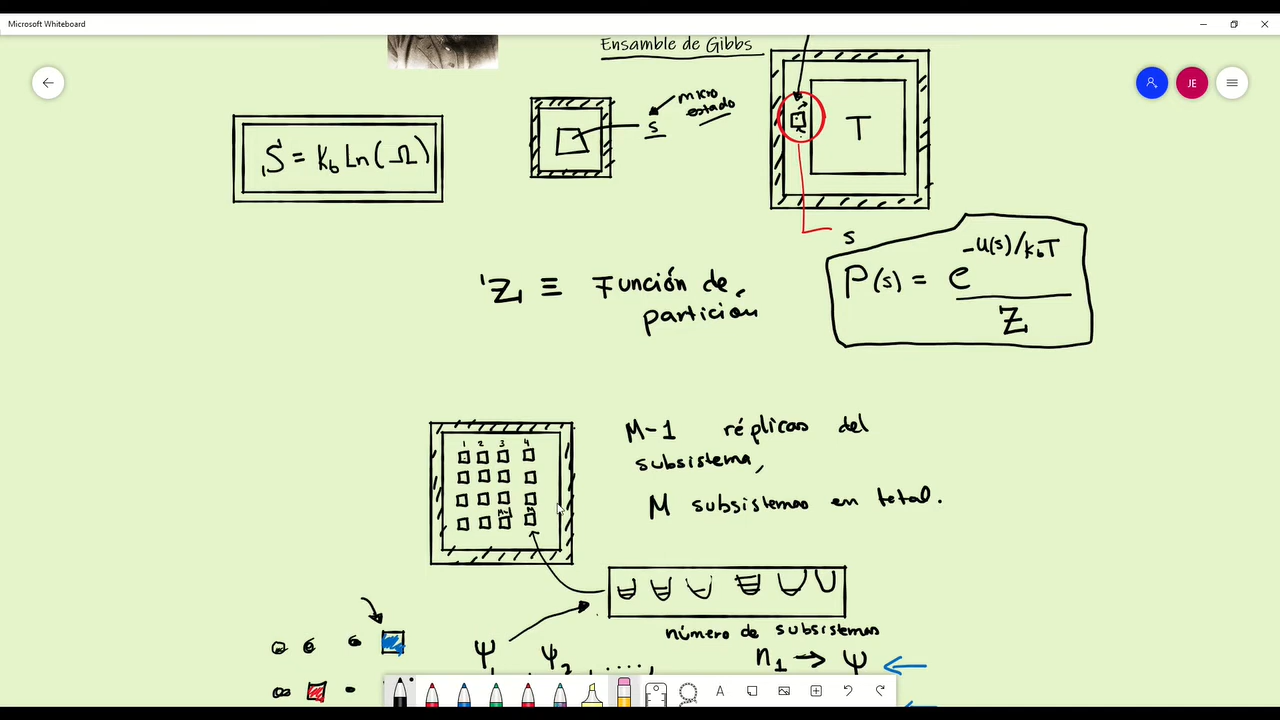 Microsoft Whiteboard
JE
Ensamble de Gibbs
micro
estado
s
T
S = k_b Ln(Ω)
s
Z ≡ Función de
partición
P(s) = e^{-U(s)/k_bT} / Z
1 2 3 4
M-1 réplicas del
subsistema,
M subsistemas en total.
M-1 M
número de subsistemas
ψ_1 ψ_2 , .... ,
n_1 → ψ
A